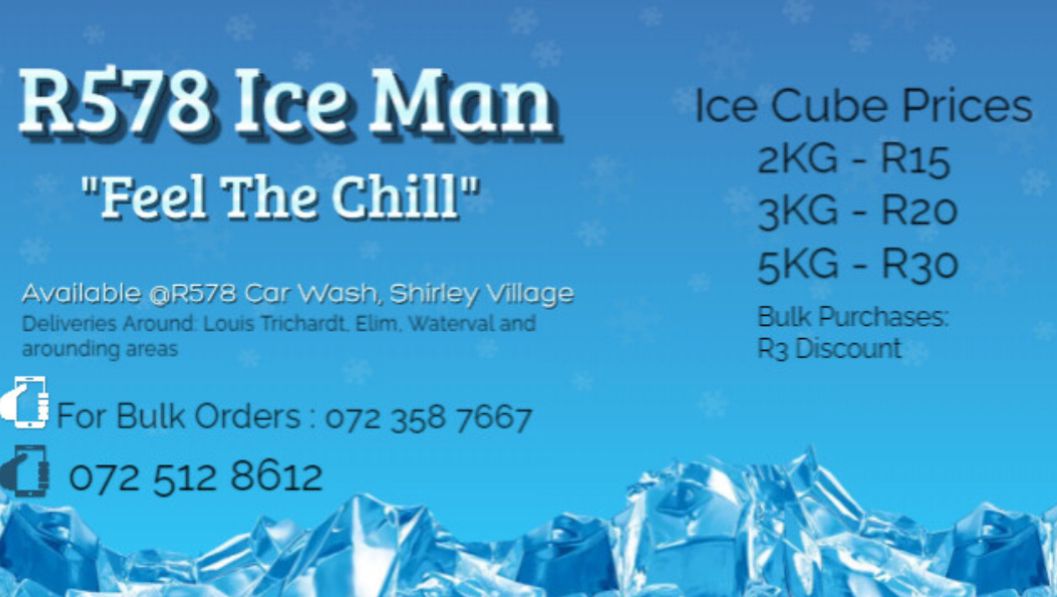 R578 Ice Man
"Feel The Chill"
Available @R578 Car Wash, Shirley Village
Deliveries Around: Louis Trichardt, Elim, Waterval and
arounding areas
For Bulk Orders : 072 358 7667
072 512 8612
Ice Cube Prices
2KG - R15
3KG - R20
5KG - R30
Bulk Purchases:
R3 Discount